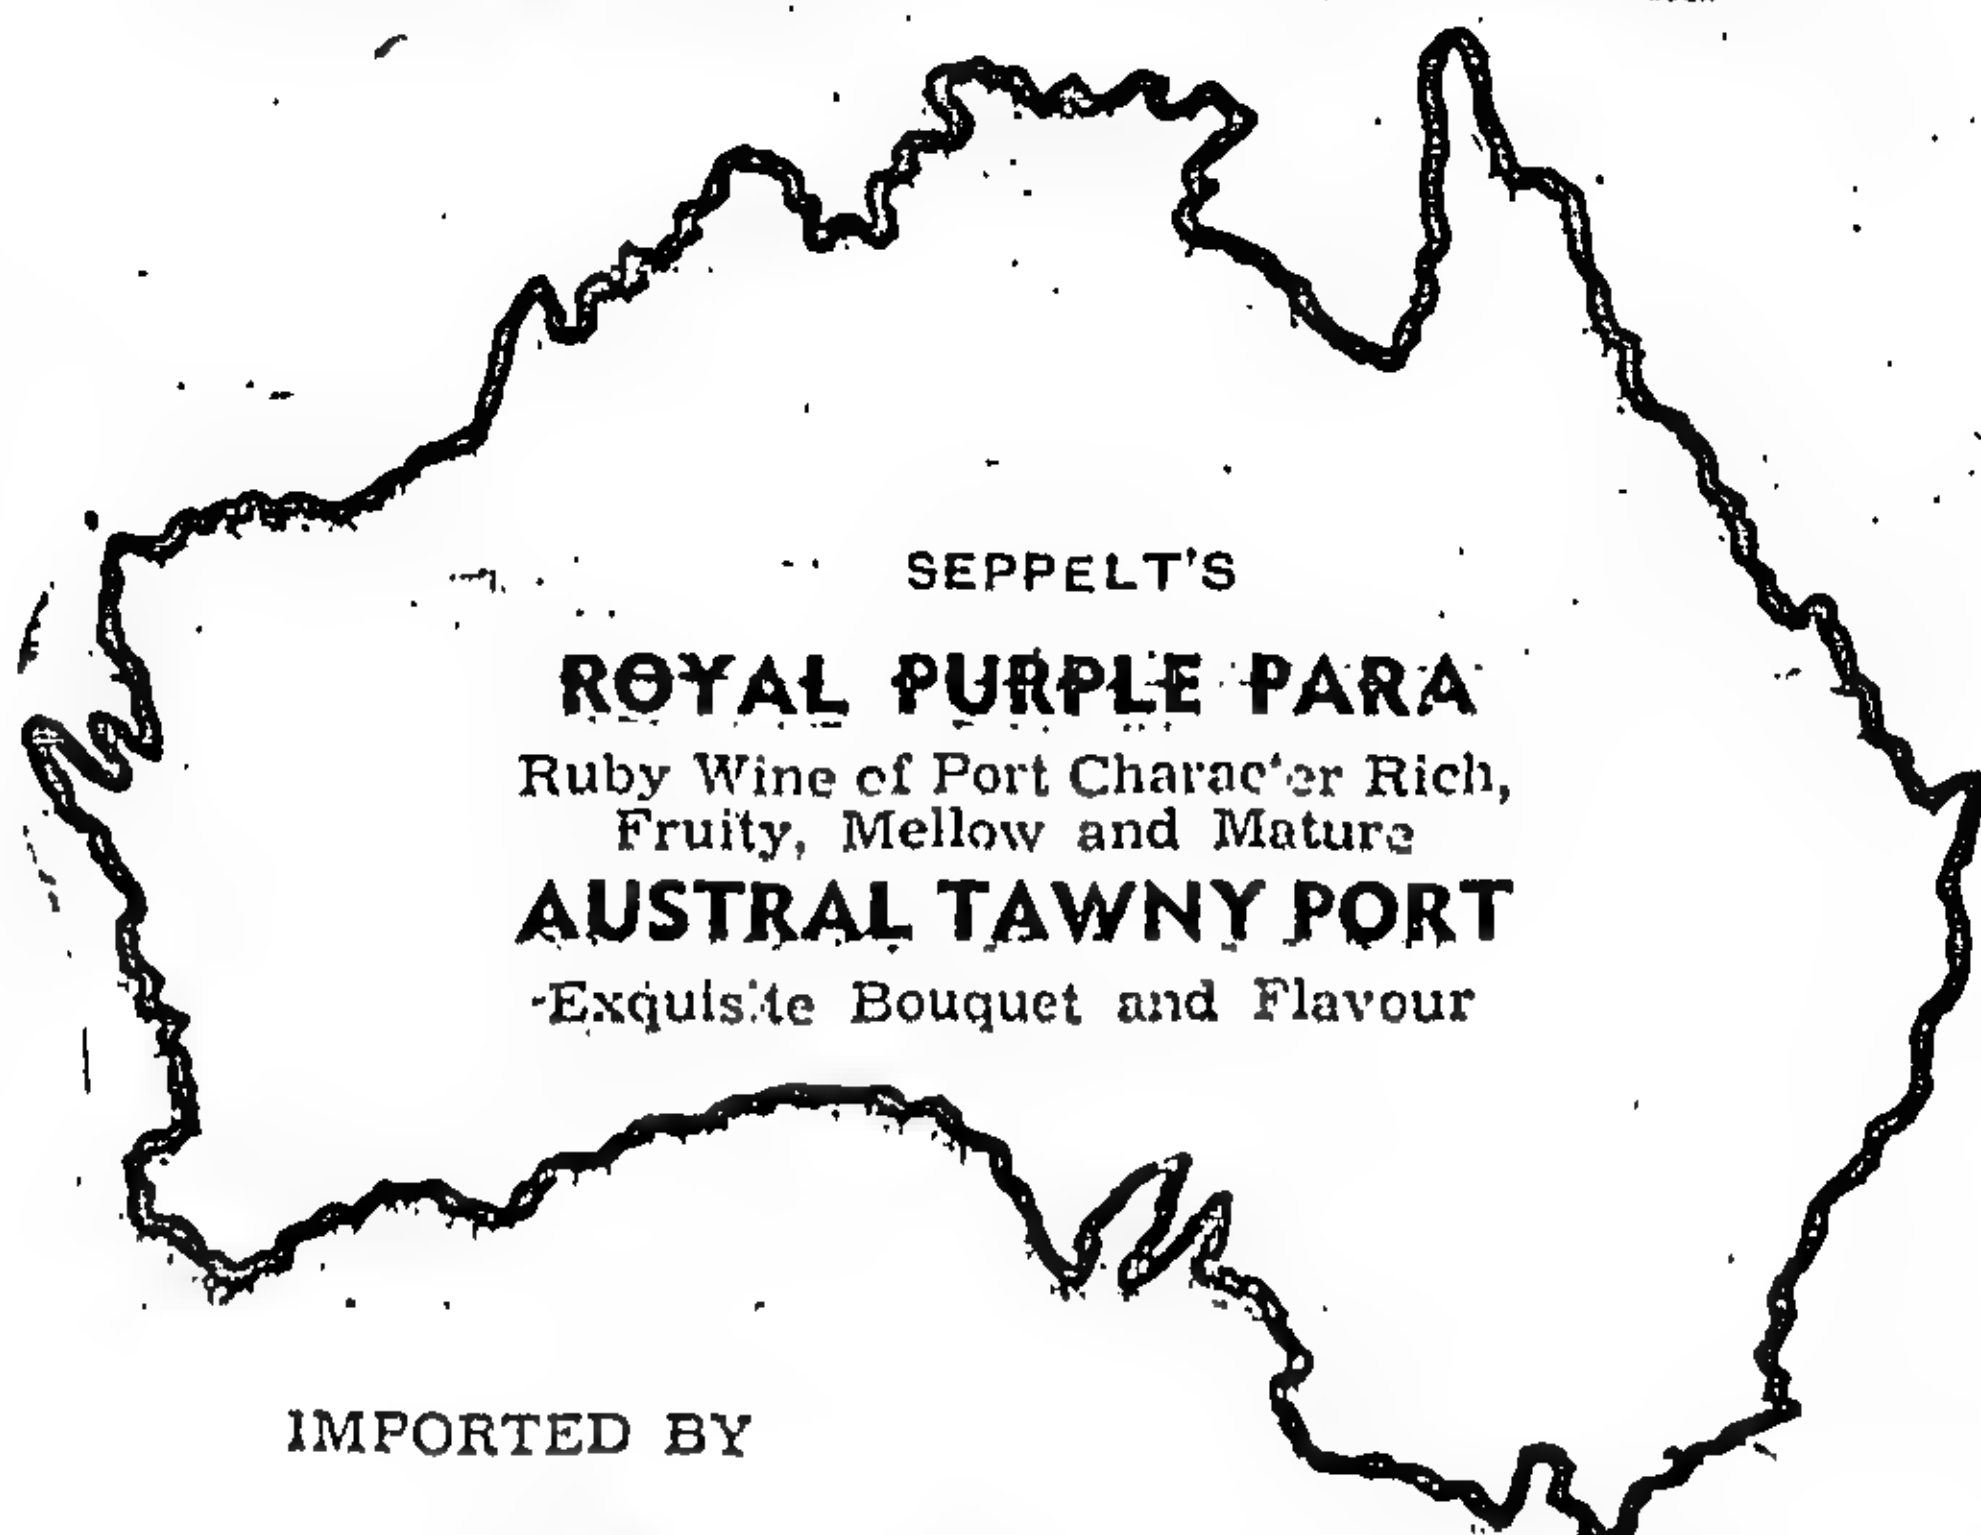 SEPPELT'S
ROYAL PURPLE PARA
Ruby Wine of Port Character Rich,
Fruity, Mellow and Mature
AUSTRAL TAWNY PORT
Exquisite Bouquet and Flavour
IMPORTED BY